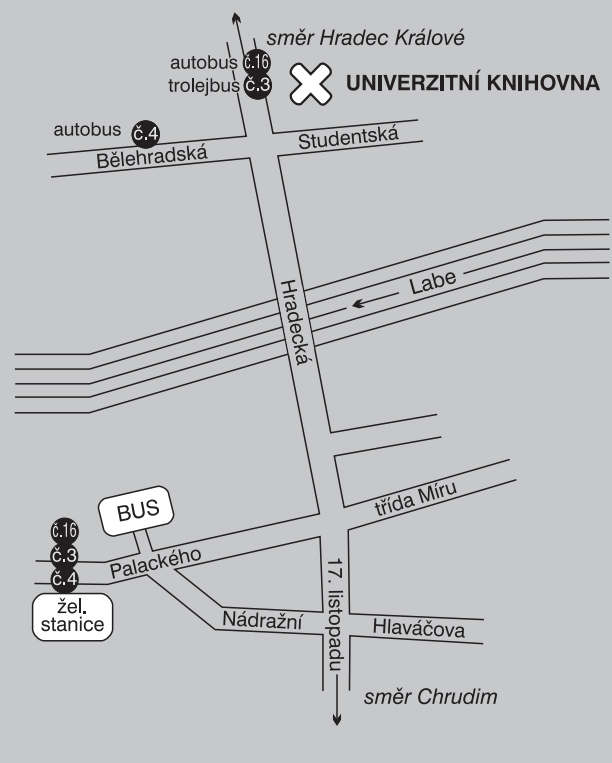 směr Hradec Králové
autobus č.16
trolejbus č.3
UNIVERZITNÍ KNIHOVNA
autobus č.4
Bělehradská
Studentská
Labe
Hradecká
třída Míru
BUS
č.16
č.3
č.4
Palackého
žel.
stanice
17. listopadu
Nádražní
Hlaváčova
směr Chrudim